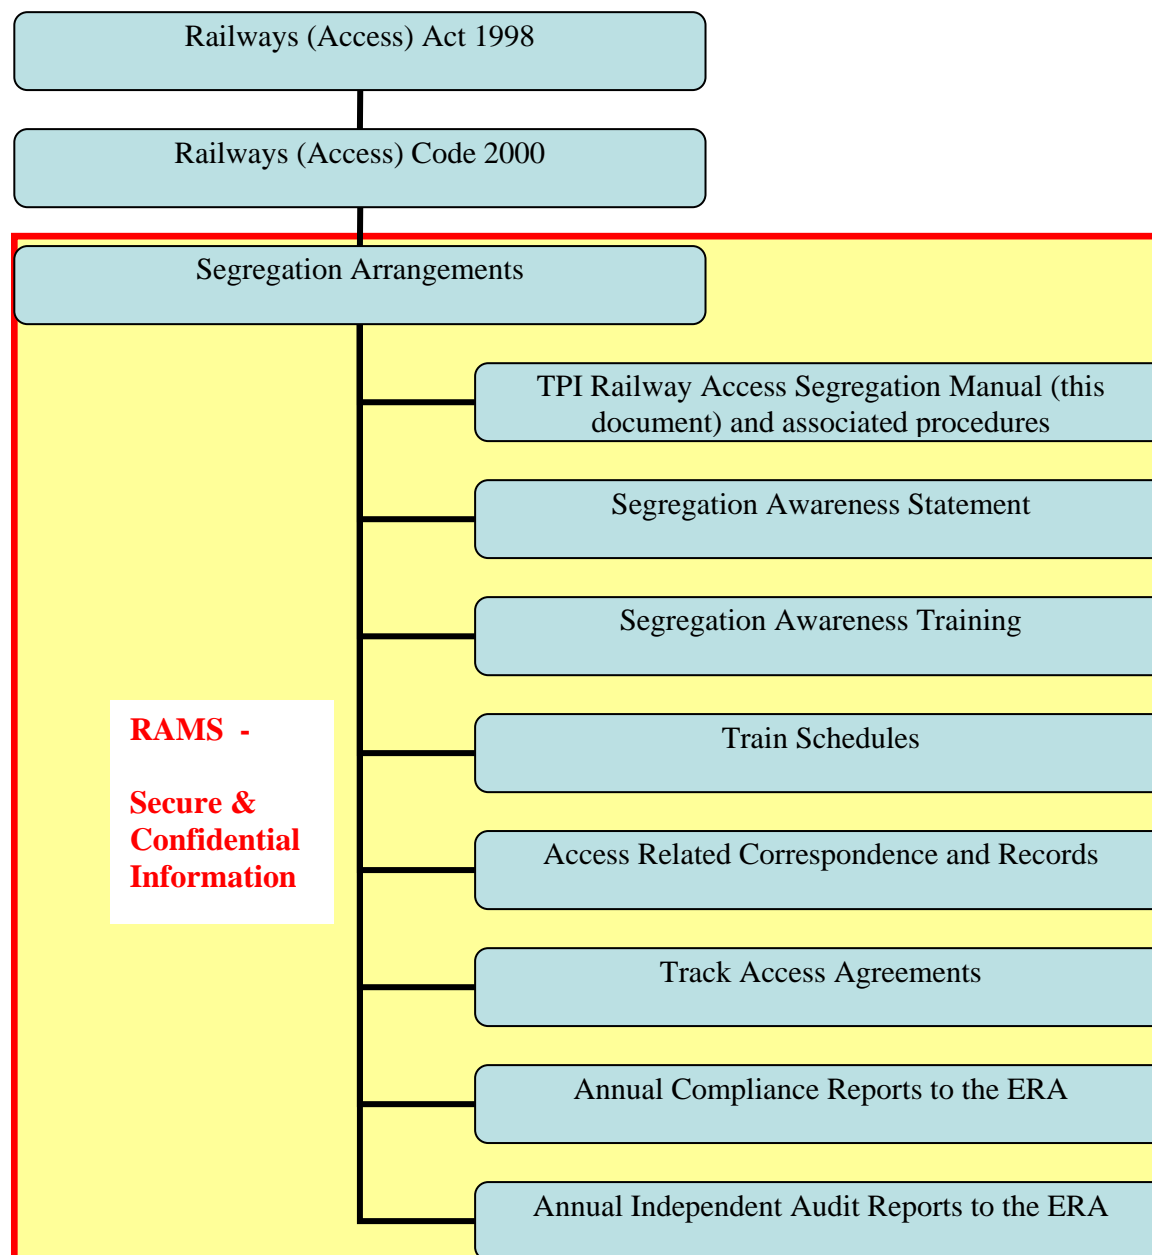 Railways (Access) Act 1998
Railways (Access) Code 2000
Segregation Arrangements
TPI Railway Access Segregation Manual (this
document) and associated procedures
Segregation Awareness Statement
Segregation Awareness Training
RAMS -
Secure &
Confidential
Information
Train Schedules
Access Related Correspondence and Records
Track Access Agreements
Annual Compliance Reports to the ERA
Annual Independent Audit Reports to the ERA